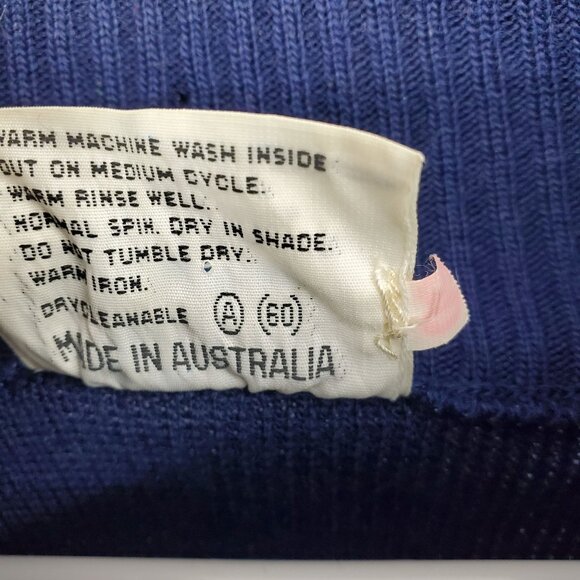 WARM MACHINE WASH INSIDE
OUT ON MEDIUM CYCLE.
WARM RINSE WELL.
NORMAL SPIN. DRY IN SHADE.
DO NOT TUMBLE DRY.
WARM IRON.
DRYCLEANABLE (A) (60)
MADE IN AUSTRALIA